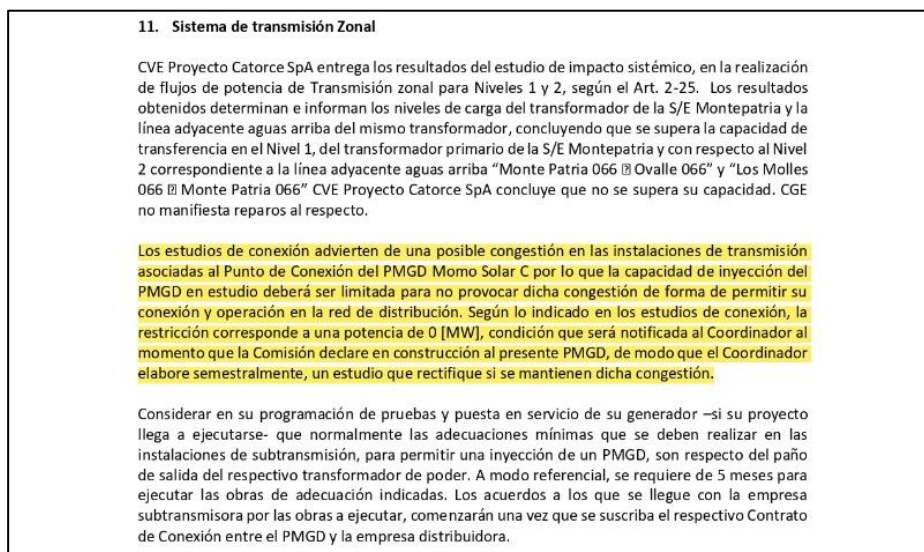 11. Sistema de transmisión Zonal
CVE Proyecto Catorce SpA entrega los resultados del estudio de impacto sistémico, en la realización
de flujos de potencia de Transmisión zonal para Niveles 1 y 2, según el Art. 2-25. Los resultados
obtenidos determinan e informan los niveles de carga del transformador de la S/E Montepatria y la
línea adyacente aguas arriba del mismo transformador, concluyendo que se supera la capacidad de
transferencia en el Nivel 1, del transformador primario de la S/E Montepatria y con respecto al Nivel
2 correspondiente a la línea adyacente aguas arriba “Monte Patria 066 ⍰ Ovalle 066” y “Los Molles
066 ⍰ Monte Patria 066” CVE Proyecto Catorce SpA concluye que no se supera su capacidad. CGE
no manifiesta reparos al respecto.
Los estudios de conexión advierten de una posible congestión en las instalaciones de transmisión
asociadas al Punto de Conexión del PMGD Momo Solar C por lo que la capacidad de inyección del
PMGD en estudio deberá ser limitada para no provocar dicha congestión de forma de permitir su
conexión y operación en la red de distribución. Según lo indicado en los estudios de conexión, la
restricción corresponde a una potencia de 0 [MW], condición que será notificada al Coordinador al
momento que la Comisión declare en construcción al presente PMGD, de modo que el Coordinador
elabore semestralmente, un estudio que rectifique si se mantienen dicha congestión.
Considerar en su programación de pruebas y puesta en servicio de su generador –si su proyecto
llega a ejecutarse- que normalmente las adecuaciones mínimas que se deben realizar en las
instalaciones de subtransmisión, para permitir una inyección de un PMGD, son respecto del paño
de salida del respectivo transformador de poder. A modo referencial, se requiere de 5 meses para
ejecutar las obras de adecuación indicadas. Los acuerdos a los que se llegue con la empresa
subtransmisora por las obras a ejecutar, comenzarán una vez que se suscriba el respectivo Contrato
de Conexión entre el PMGD y la empresa distribuidora.